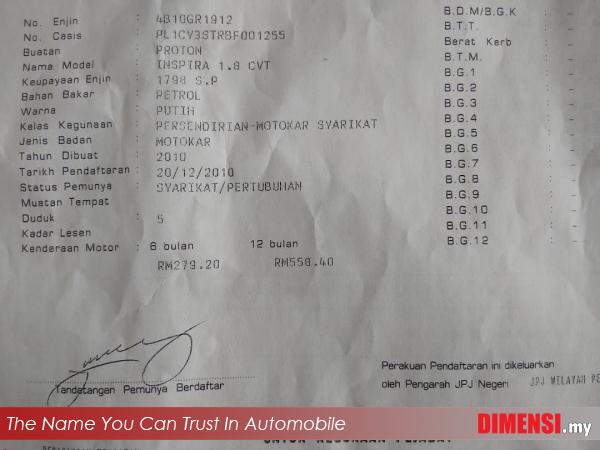 No. Enjin : 4B10GR1912
No. Casis : PL1CY3STRBF001255
Buatan : PROTON
Nama Model : INSPIRA 1.8 CVT
Keupayaan Enjin : 1798 S.P
Bahan Bakar : PETROL
Warna : PUTIH
Kelas Kegunaan : PERSENDIRIAN-MOTOKAR SYARIKAT
Jenis Badan : MOTOKAR
Tahun Dibuat : 2010
Tarikh Pendaftaran : 20/12/2010
Status Pemunya : SYARIKAT/PERTUBUHAN
Muatan Tempat
Duduk : 5
Kadar Lesen
Kenderaan Motor : 6 bulan 12 bulan
RM279.20 RM558.40
B.D.M/B.G.K : -
B.T.T. : -
Berat Kerb : -
B.T.M. : -
B.G.1 : -
B.G.2 : -
B.G.3 : -
B.G.4 : -
B.G.5 : -
B.G.6 : -
B.G.7 : -
B.G.8 : -
B.G.9 : -
B.G.10 : -
B.G.11 : -
B.G.12 : -
Tandatangan Pemunya Berdaftar
Perakuan Pendaftaran ini dikeluarkan
oleh Pengarah JPJ Negeri JPJ WILAYAH PE
The Name You Can Trust In Automobile
DIMENSI.my